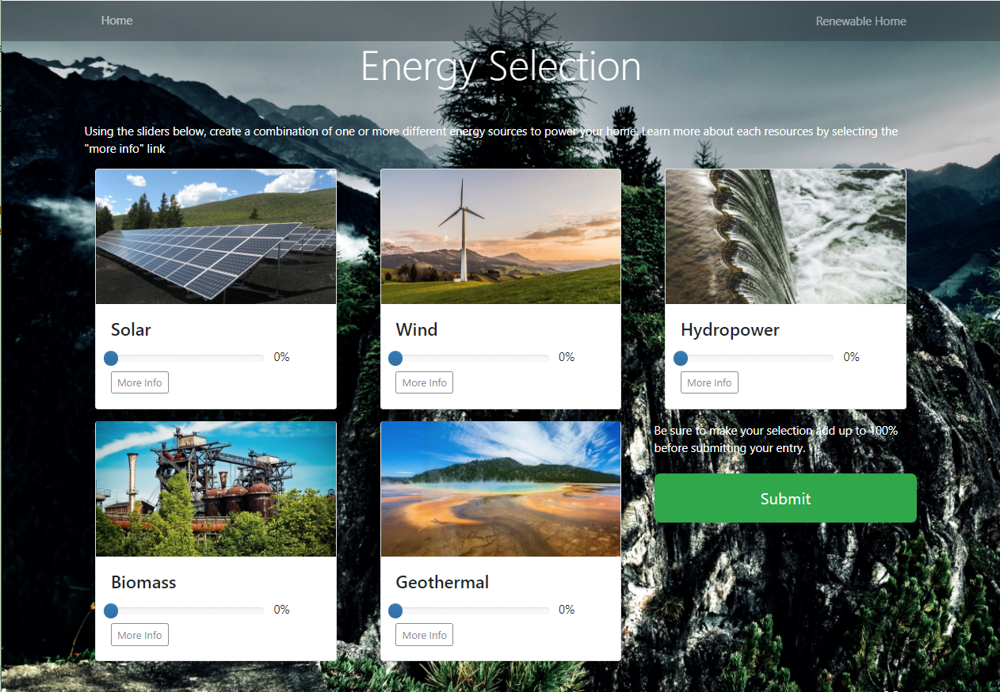 Home
Renewable Home
Energy Selection
Using the sliders below, create a combination of one or more different energy sources to power your home. Learn more about each resources by selecting the
"more info" link
Solar
0%
More Info
Wind
0%
More Info
Hydropower
0%
More Info
Biomass
0%
More Info
Geothermal
0%
More Info
Be sure to make your selection add up to 100%
before submitting your entry.
Submit